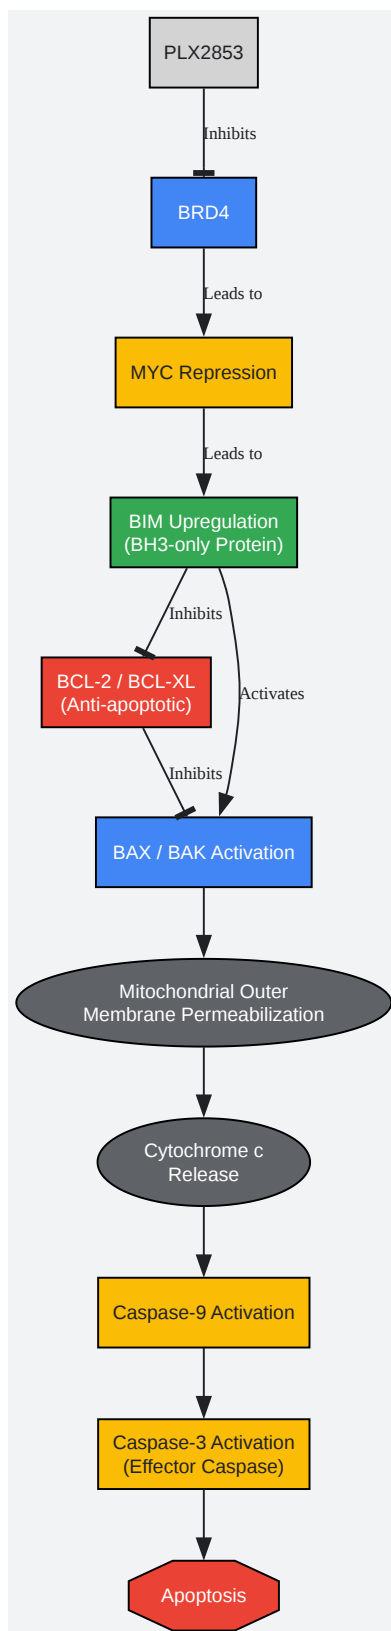 PLX2853
Inhibits
BRD4
Leads to
MYC Repression
Leads to
BIM Upregulation
(BH3-only Protein)
Inhibits
BCL-2 / BCL-XL
(Anti-apoptotic)
Activates
Inhibits
BAX / BAK Activation
Mitochondrial Outer
Membrane Permeabilization
Cytochrome c
Release
Caspase-9 Activation
Caspase-3 Activation
(Effector Caspase)
Apoptosis